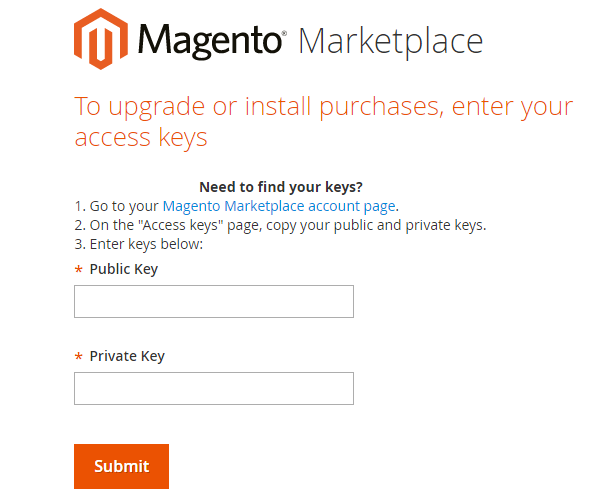 Magento® Marketplace
To upgrade or install purchases, enter your
access keys
Need to find your keys?
1. Go to your Magento Marketplace account page.
2. On the "Access keys" page, copy your public and private keys.
3. Enter keys below:
* Public Key
* Private Key
Submit